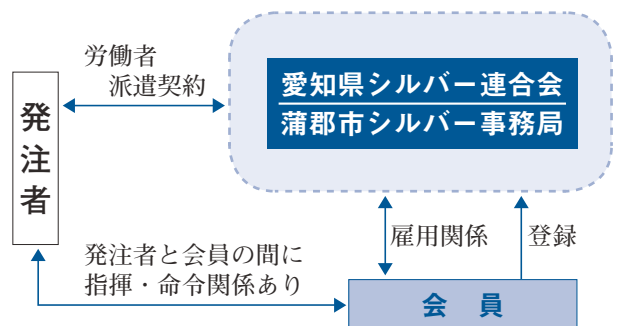 労働者
派遣契約
愛知県シルバー連合会
蒲郡市シルバー事務局
発注者
雇用関係
登録
発注者と会員の間に
指揮・命令関係あり
会　員